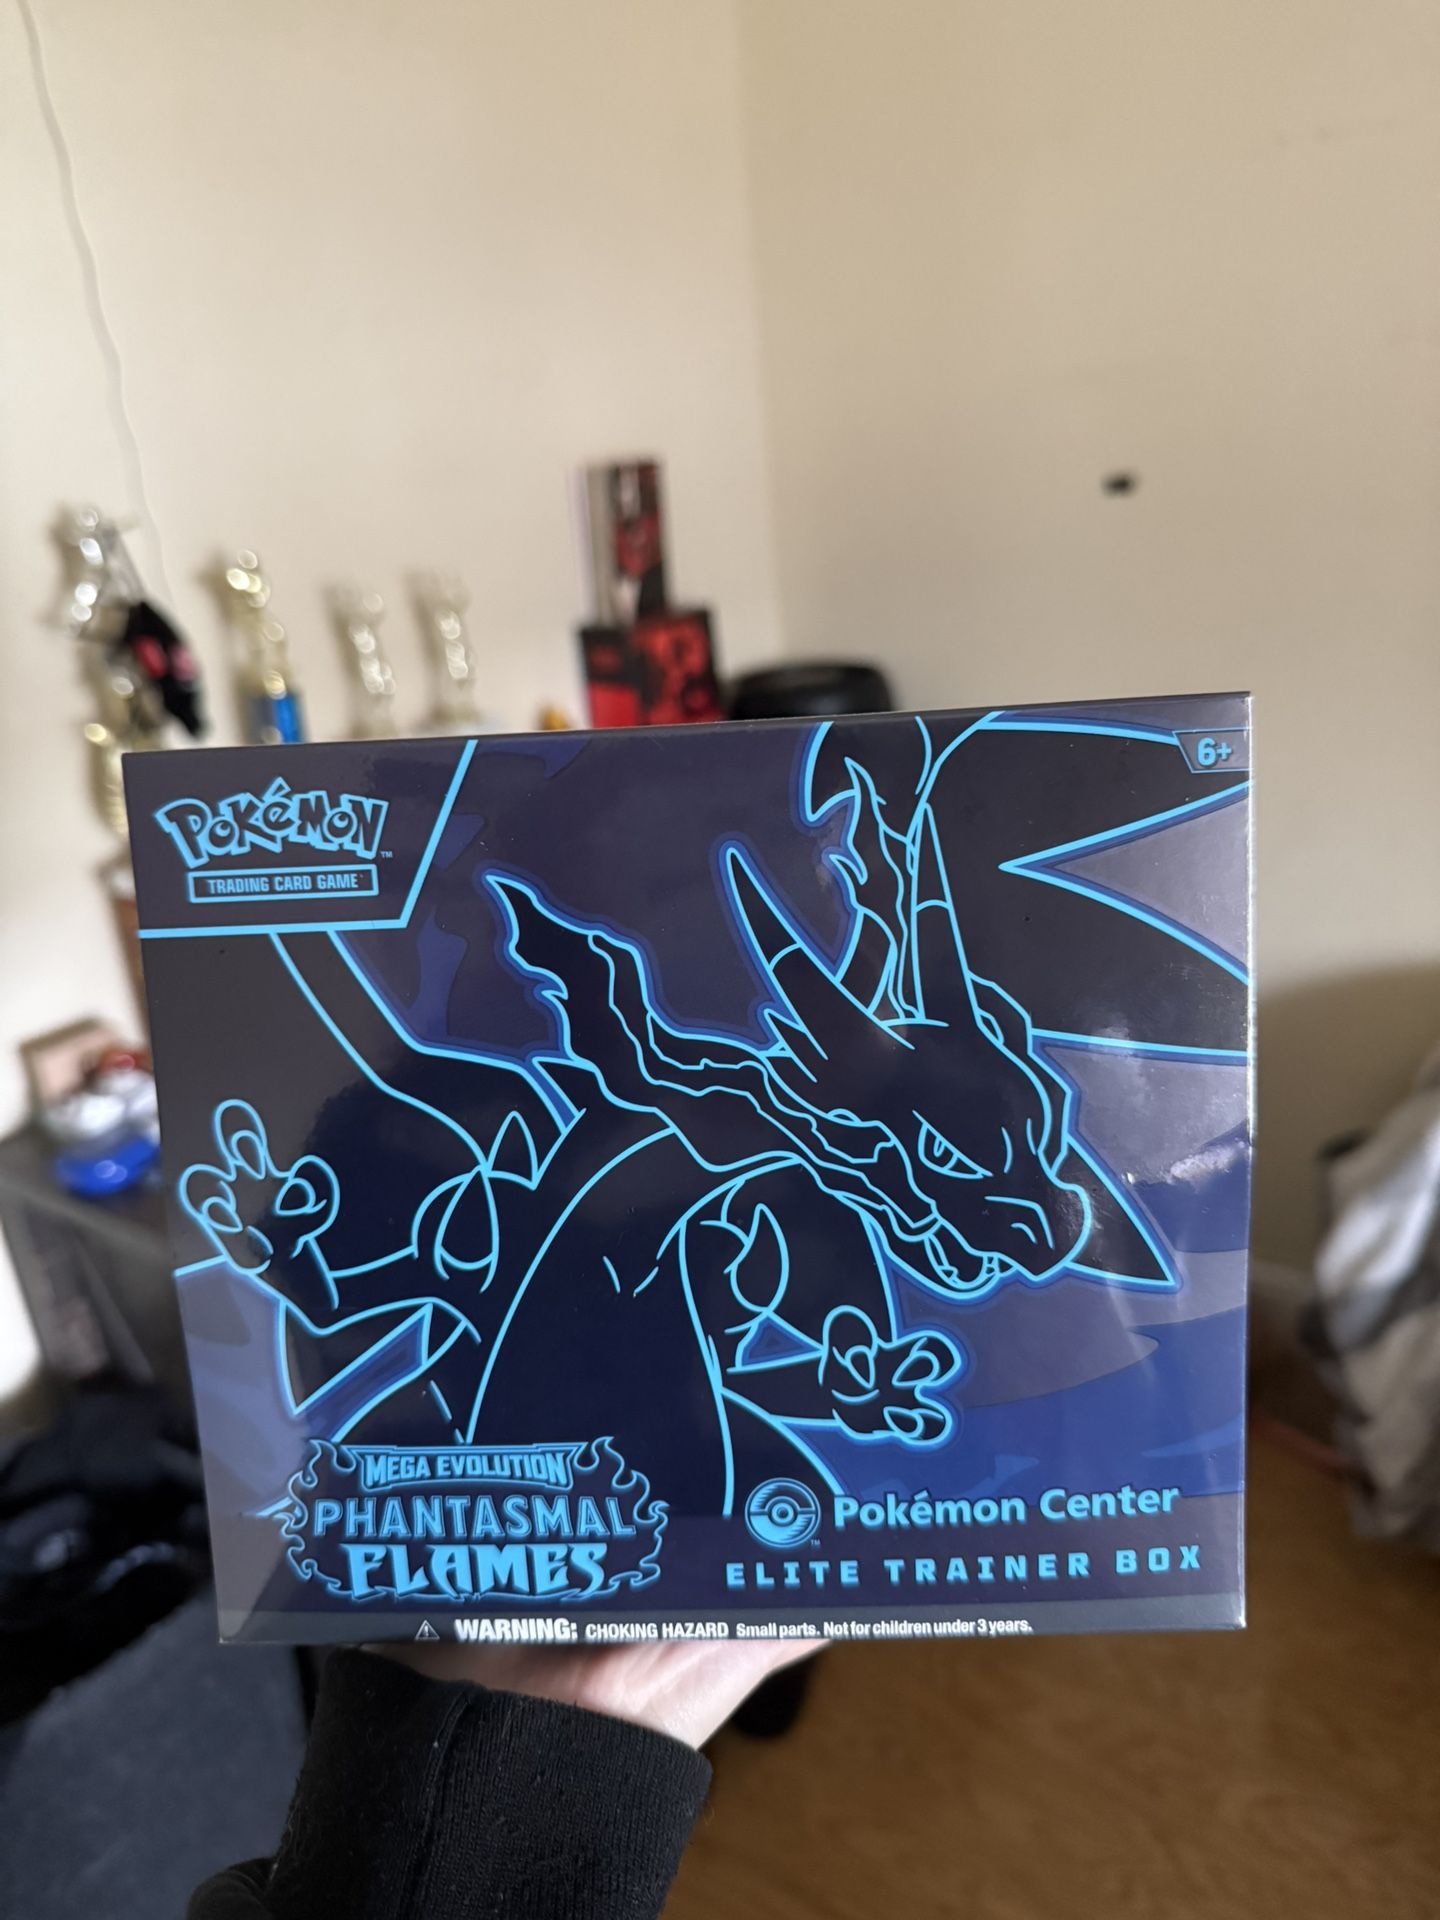 POKéMON™
TRADING CARD GAME
6+
MEGA EVOLUTION
PHANTASMAL
FLAMES
Pokémon Center
ELITE TRAINER BOX
⚠ WARNING: CHOKING HAZARD Small parts. Not for children under 3 years.